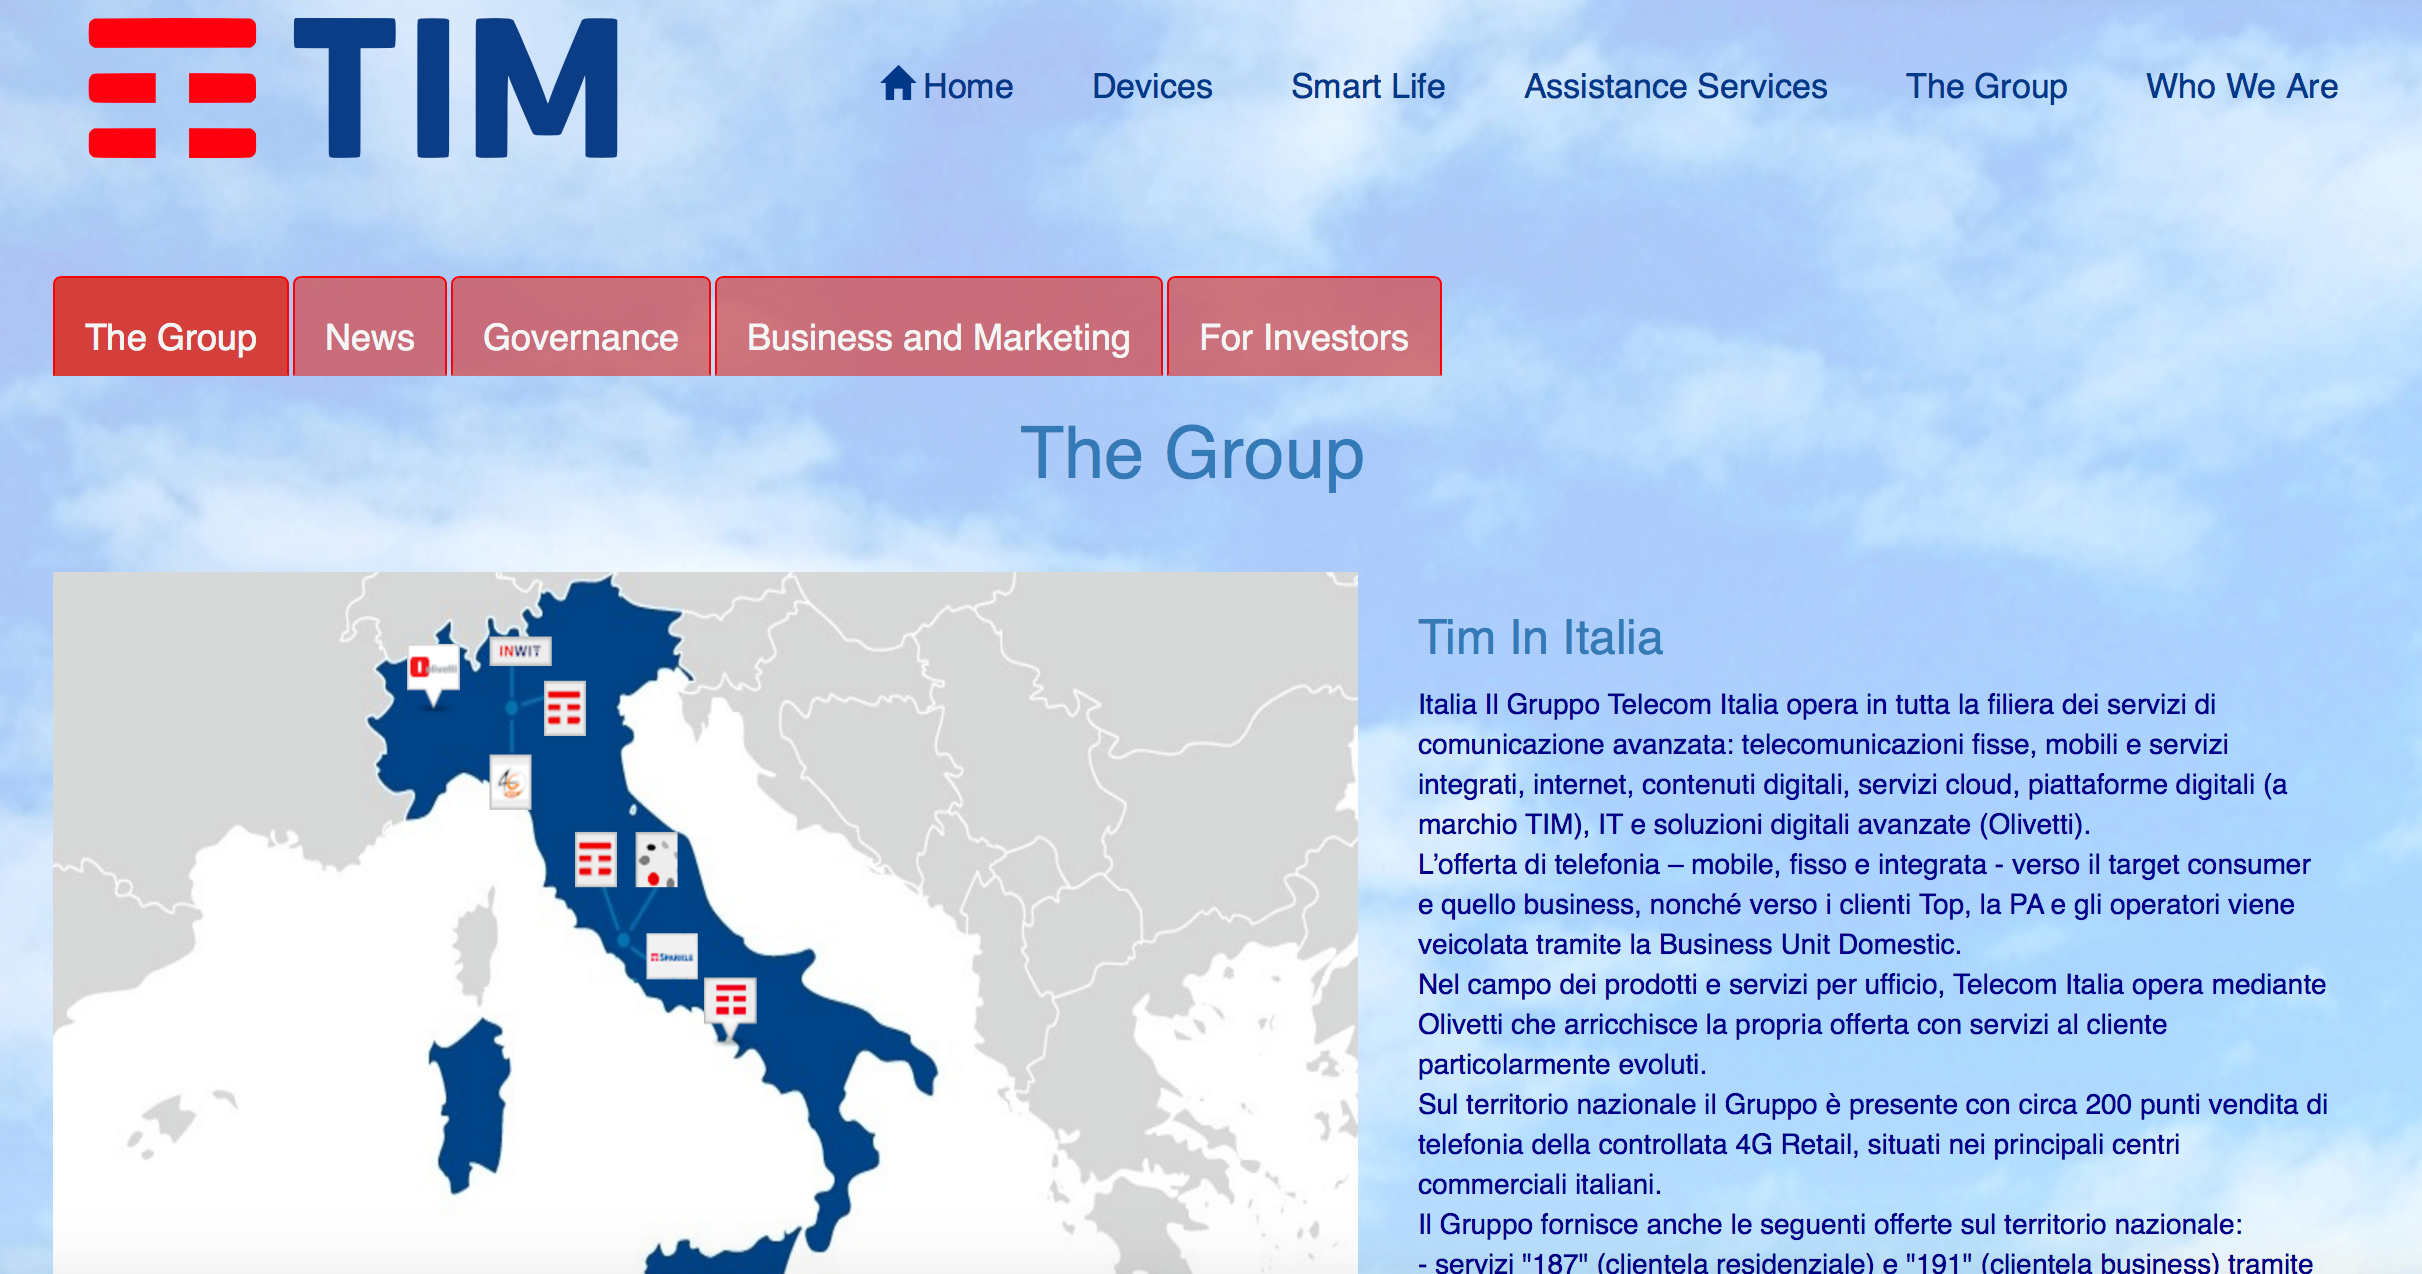 TIM
Home
Devices
Smart Life
Assistance Services
The Group
Who We Are
The Group
News
Governance
Business and Marketing
For Investors
The Group
olivetti
INWIT
4G
SPARKLE
Tim In Italia
Italia Il Gruppo Telecom Italia opera in tutta la filiera dei servizi di
comunicazione avanzata: telecomunicazioni fisse, mobili e servizi
integrati, internet, contenuti digitali, servizi cloud, piattaforme digitali (a
marchio TIM), IT e soluzioni digitali avanzate (Olivetti).
L’offerta di telefonia – mobile, fisso e integrata - verso il target consumer
e quello business, nonché verso i clienti Top, la PA e gli operatori viene
veicolata tramite la Business Unit Domestic.
Nel campo dei prodotti e servizi per ufficio, Telecom Italia opera mediante
Olivetti che arricchisce la propria offerta con servizi al cliente
particolarmente evoluti.
Sul territorio nazionale il Gruppo è presente con circa 200 punti vendita di
telefonia della controllata 4G Retail, situati nei principali centri
commerciali italiani.
Il Gruppo fornisce anche le seguenti offerte sul territorio nazionale:
- servizi "187" (clientela residenziale) e "191" (clientela business) tramite